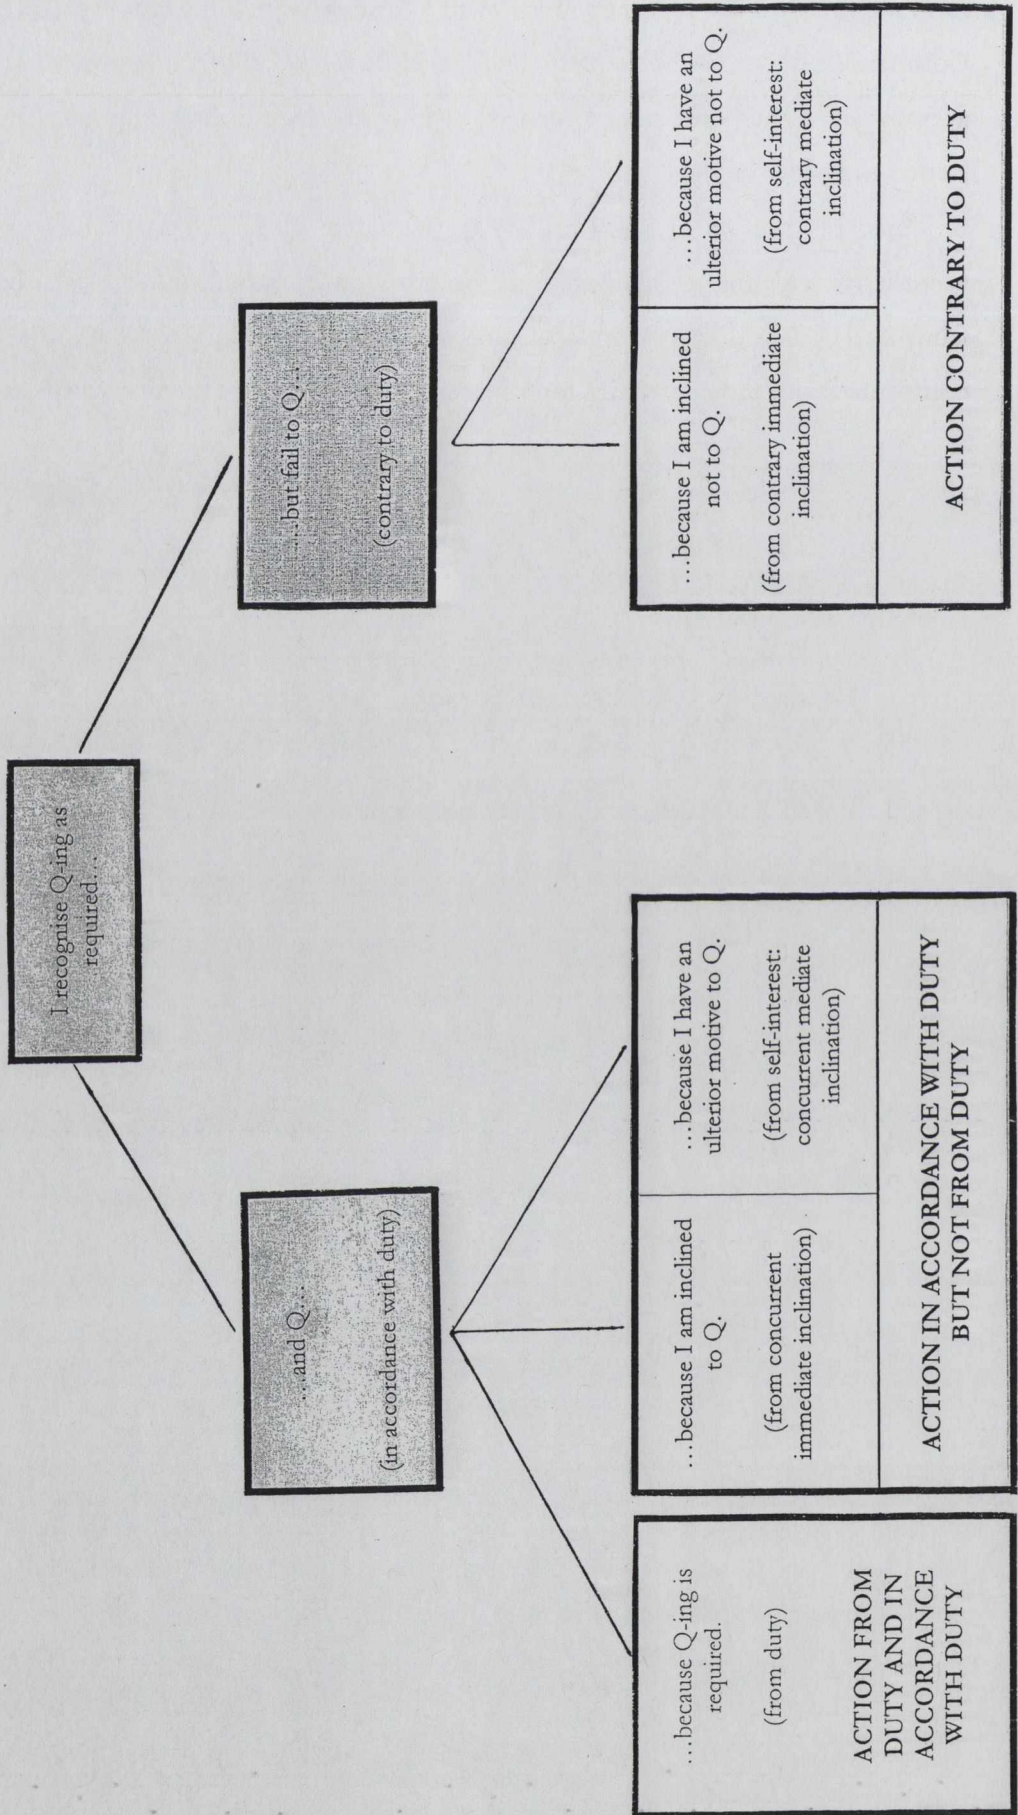 I recognise Q-ing as
required…
…and Q…
(in accordance with duty)
…but fail to Q…
(contrary to duty)
…because Q-ing is
required.
(from duty)
ACTION FROM
DUTY AND IN
ACCORDANCE
WITH DUTY
…because I am inclined
to Q.
(from concurrent
immediate inclination)
…because I have an
ulterior motive to Q.
(from self-interest:
concurrent mediate
inclination)
ACTION IN ACCORDANCE WITH DUTY
BUT NOT FROM DUTY
…because I am inclined
not to Q.
(from contrary immediate
inclination)
…because I have an
ulterior motive not to Q.
(from self-interest:
contrary mediate
inclination)
ACTION CONTRARY TO DUTY